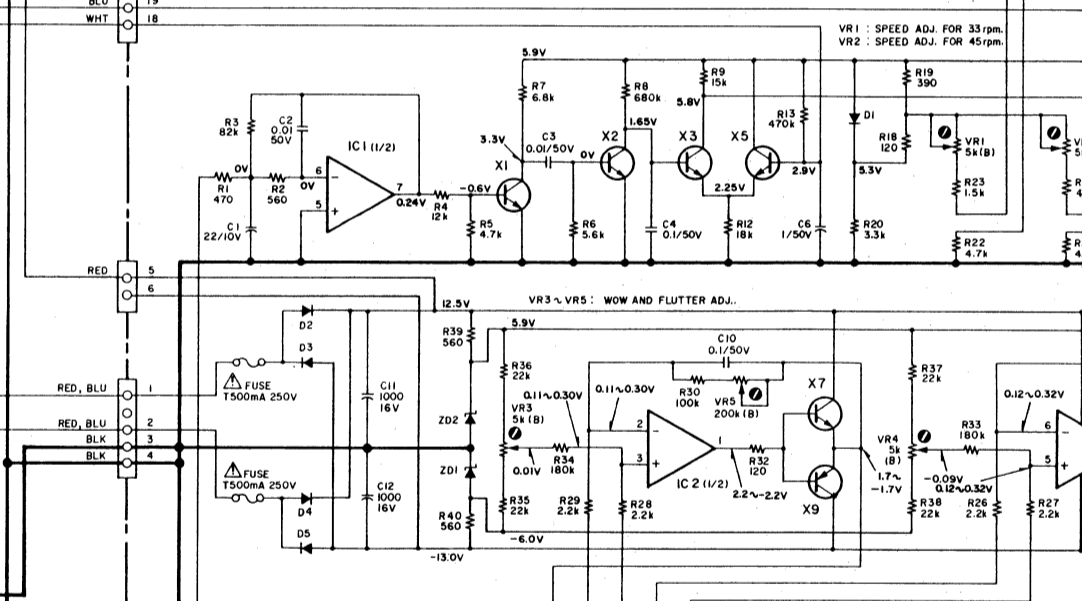 BLU 19
WHT 18
VR1 : SPEED ADJ. FOR 33rpm.
VR2 : SPEED ADJ. FOR 45rpm.
5.9V
R7
6.8k
R8
680k
R9
15k
R19
390
5.8V
R3
82k
C2
0.01
50V
IC1 (1/2)
3.3V
C3
0.01/50V
0V
X2
1.65V
X3
X5
R13
470k
D1
R18
120
VR1
5k(B)
X1
0V
R1
470
R2
560
0V
6
−
5
+
7
0.24V
−0.6V
R4
12k
R5
4.7k
2.25V
2.9V
5.3V
R23
1.5k
C1
22/10V
R6
5.6k
C4
0.1/50V
R12
18k
C6
1/50V
R20
3.3k
R22
4.7k
RED 5
6
12.5V
VR3 ~ VR5 : WOW AND FLUTTER ADJ..
D2
D3
R39
560
5.9V
R36
22k
C10
0.1/50V
R37
22k
RED, BLU 1
⚠ FUSE
T500mA 250V
C11
1000
16V
0.11~0.30V
0.11~0.30V
R30
100k
VR5
200k (B)
X7
0.12~0.32V
RED, BLU 2
BLK 3
BLK 4
ZD2
VR3
5k (B)
2
−
3
+
1
VR4
5k
(B)
R33
180k
6
−
5
+
⚠ FUSE
T500mA 250V
ZD1
0.01V
R34
180k
IC 2 (1/2)
R32
120
1.7~
−1.7V
−0.09V
0.12~0.32V
D4
C12
1000
16V
R35
22k
R29
2.2k
R28
2.2k
2.2~−2.2V
X9
R38
22k
R26
2.2k
R27
2.2k
D5
R40
560
−6.0V
−13.0V